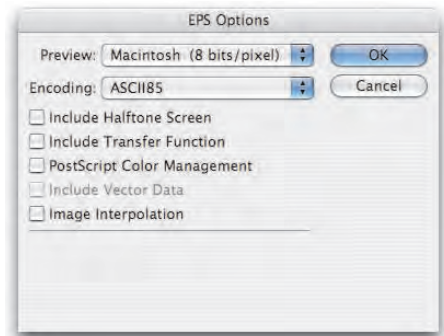 EPS Options
Preview: Macintosh (8 bits/pixel) OK
Encoding: ASCII85 Cancel
Include Halftone Screen
Include Transfer Function
PostScript Color Management
Include Vector Data
Image Interpolation